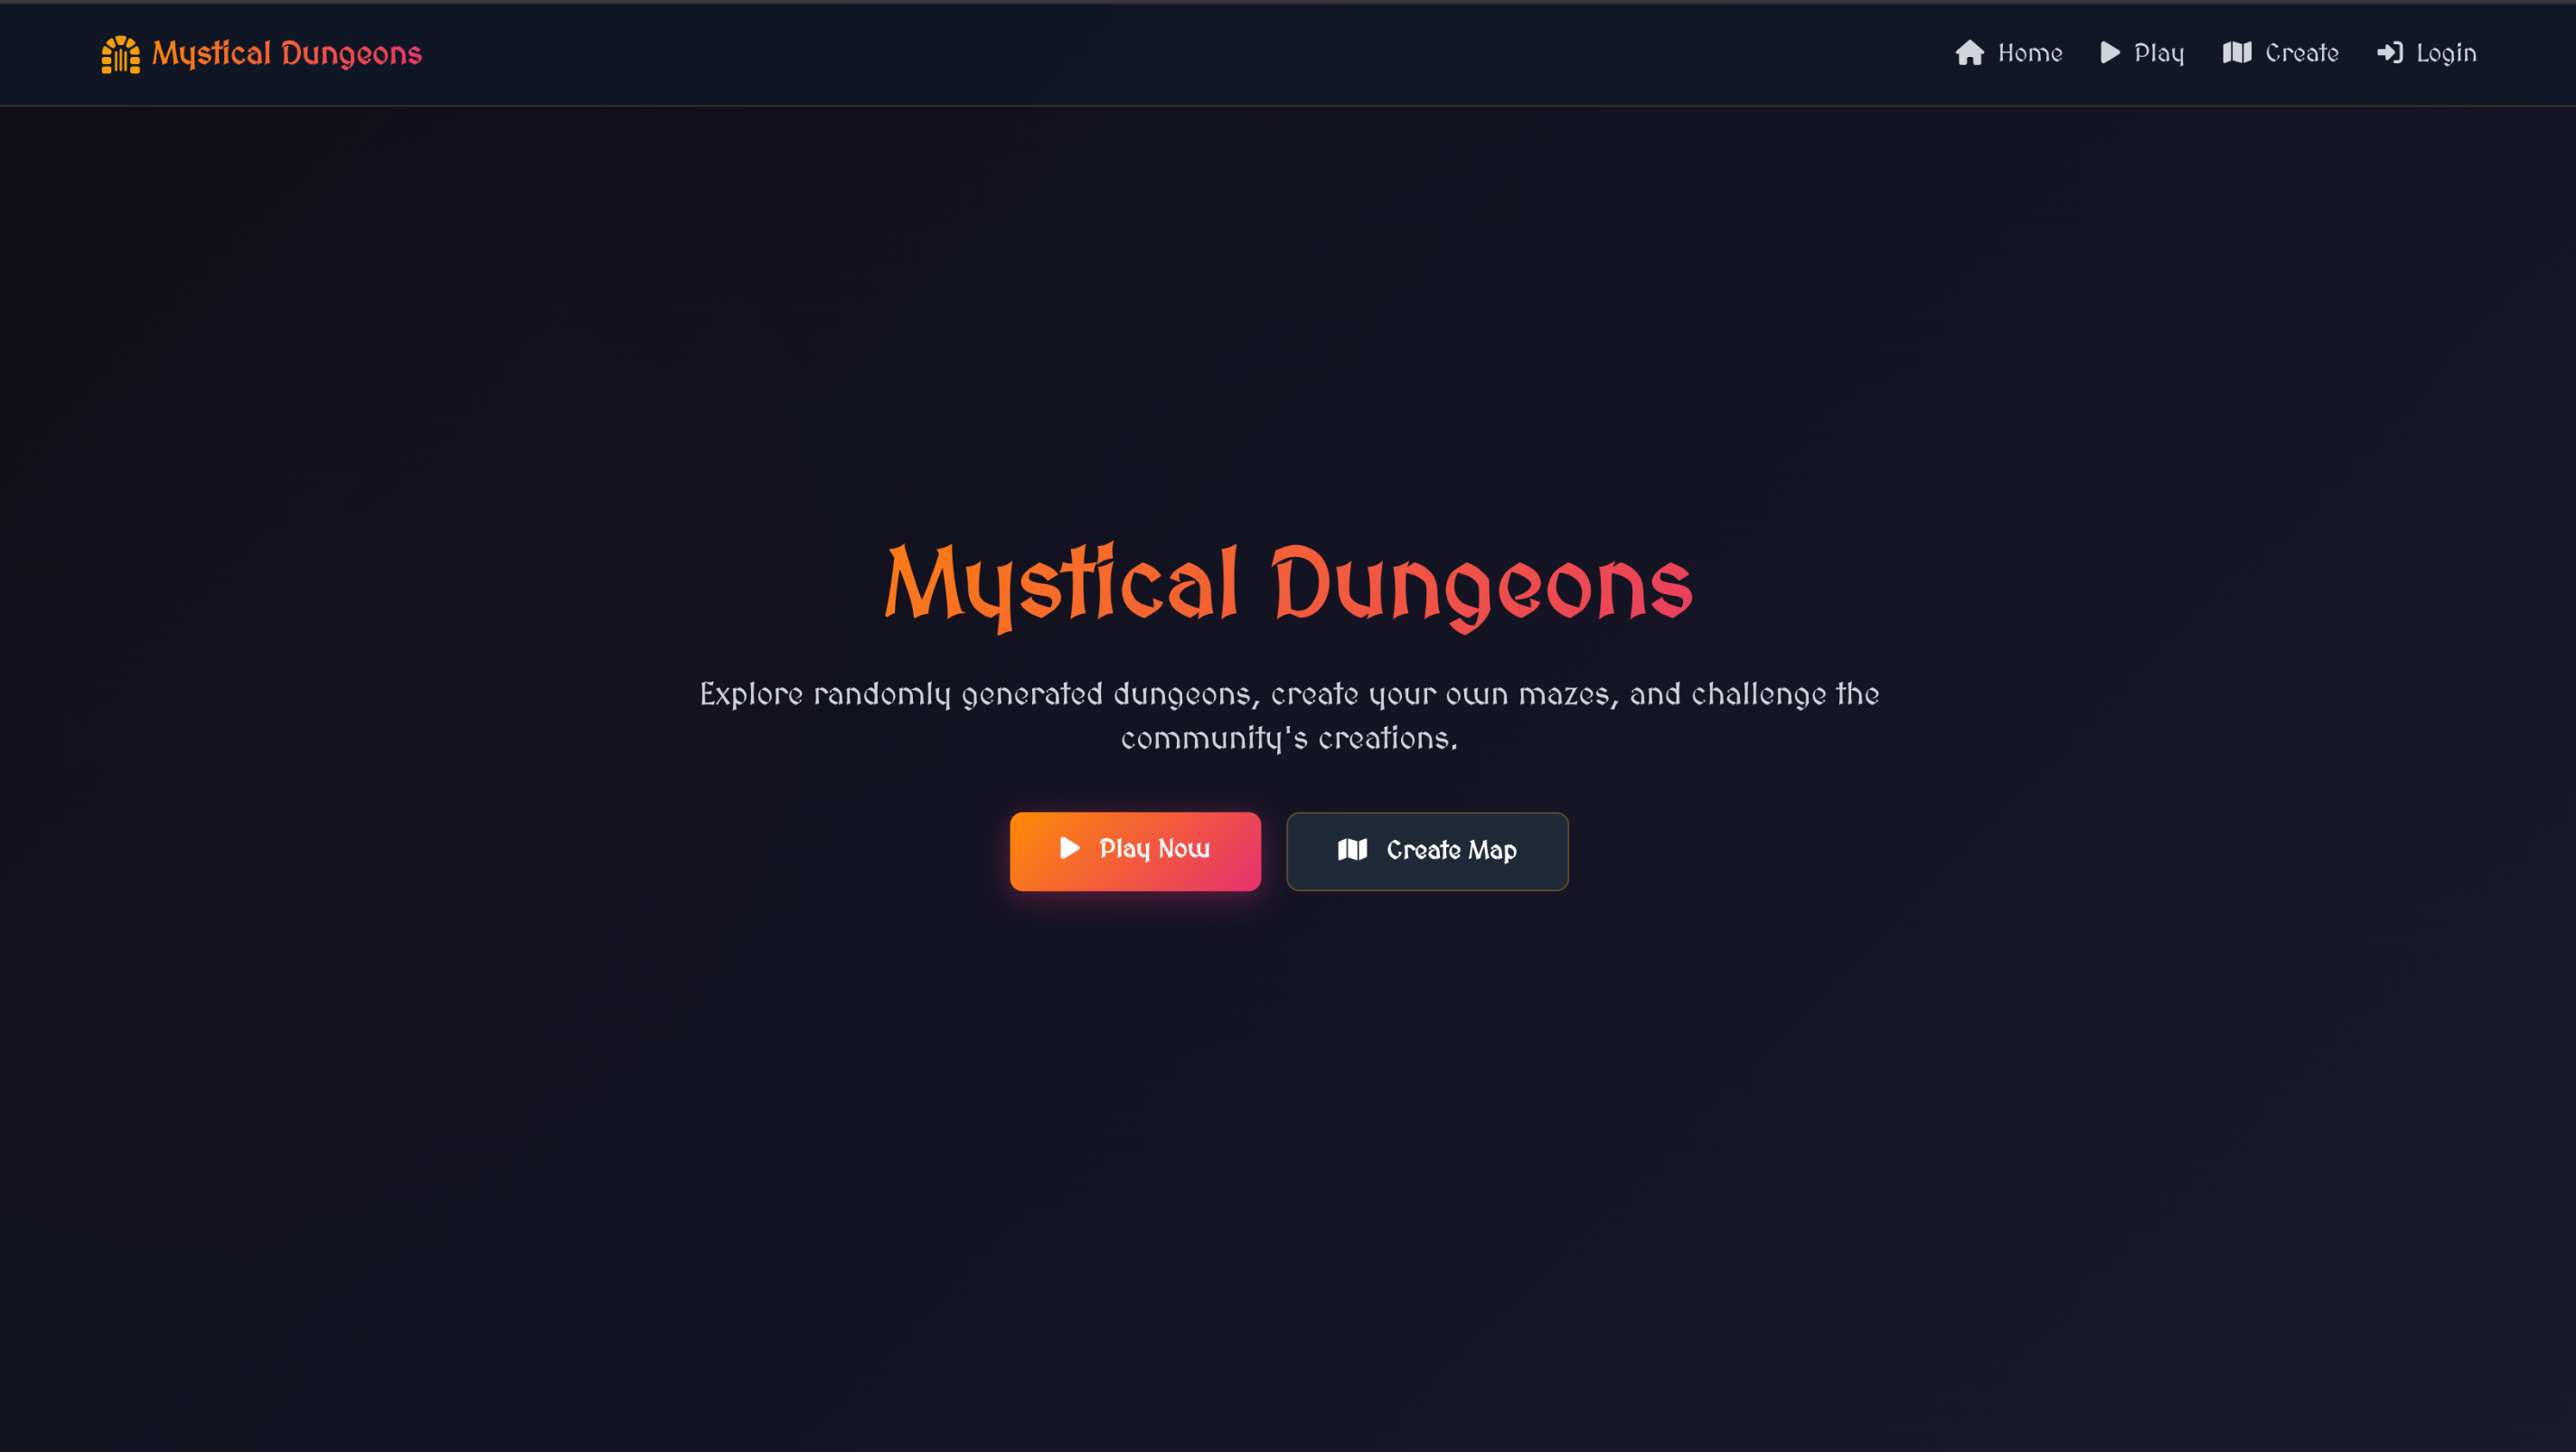 Mystical Dungeons
Home
Play
Create
Login
Mystical Dungeons
Explore randomly generated dungeons, create your own mazes, and challenge the
community's creations.
Play Now
Create Map